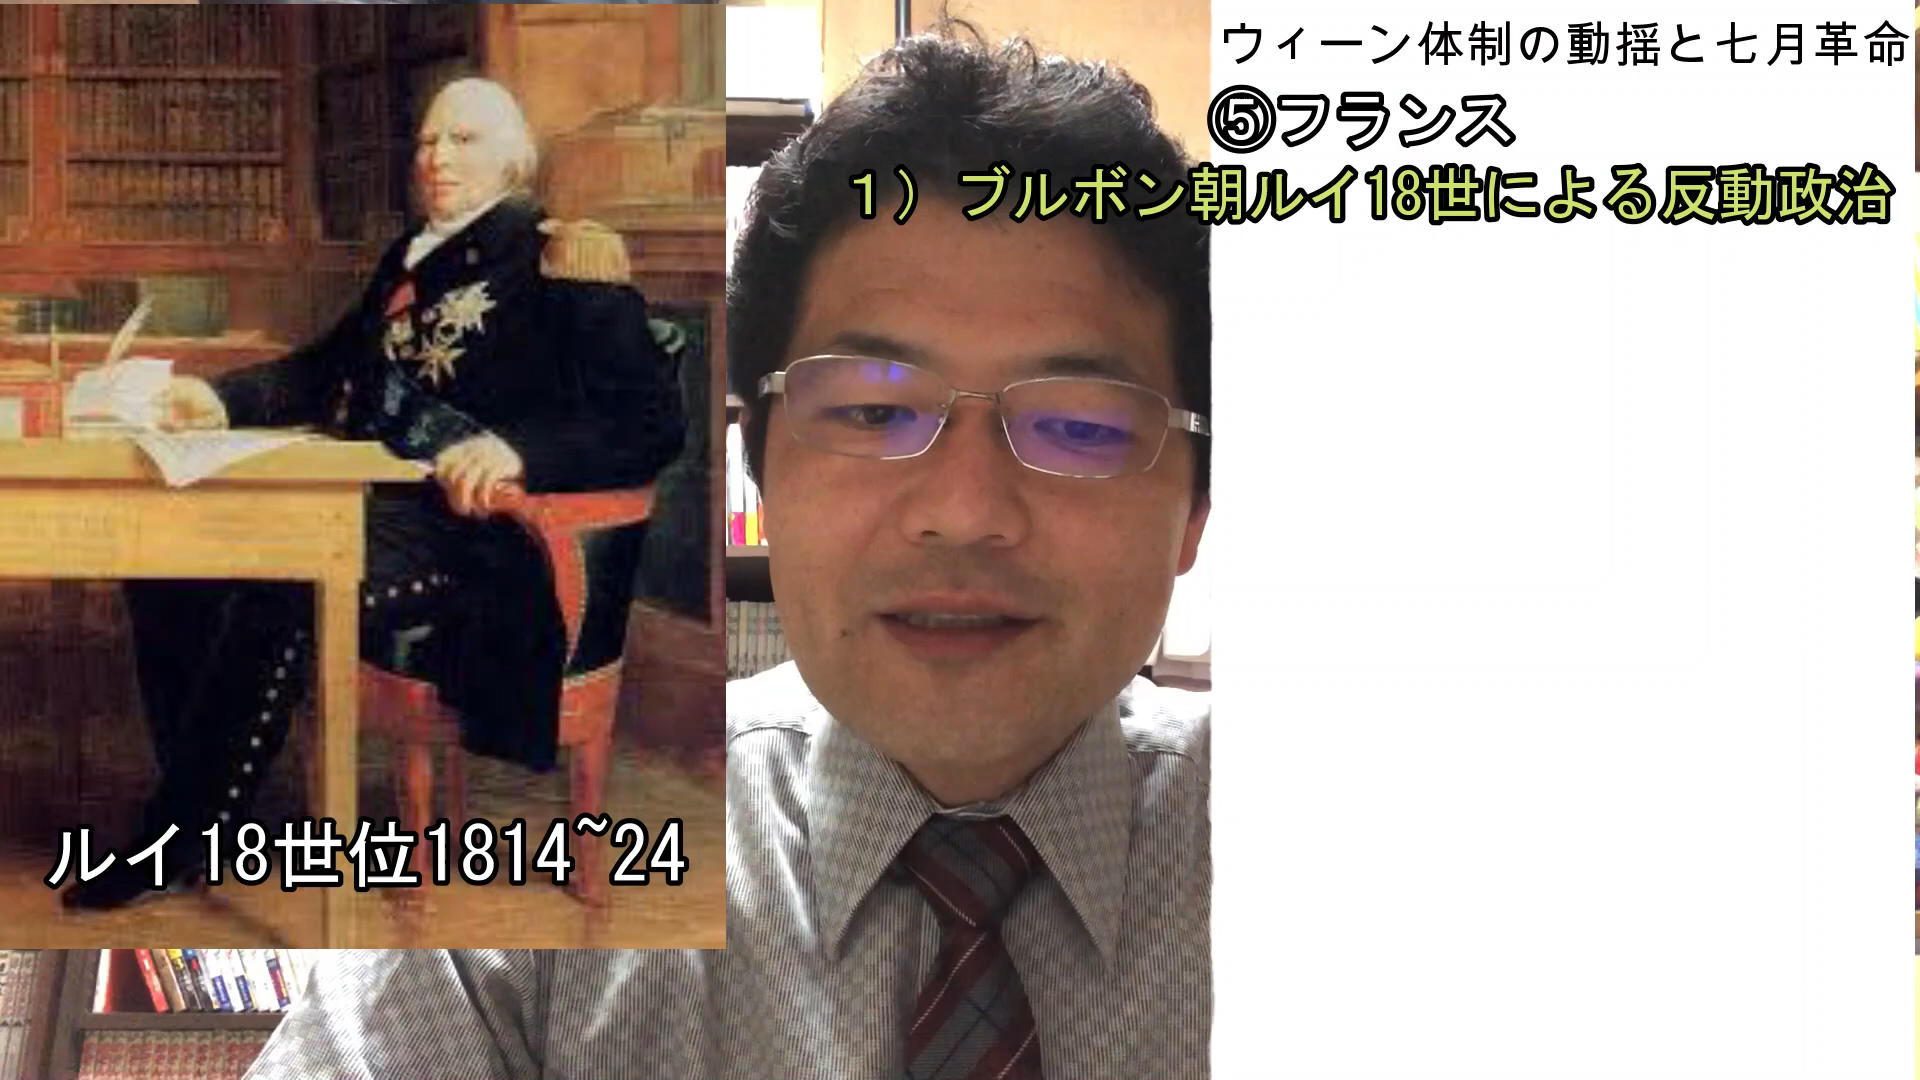 ウィーン体制の動揺と七月革命
⑤フランス
１） ブルボン朝ルイ18世による反動政治
ルイ18世位1814~24